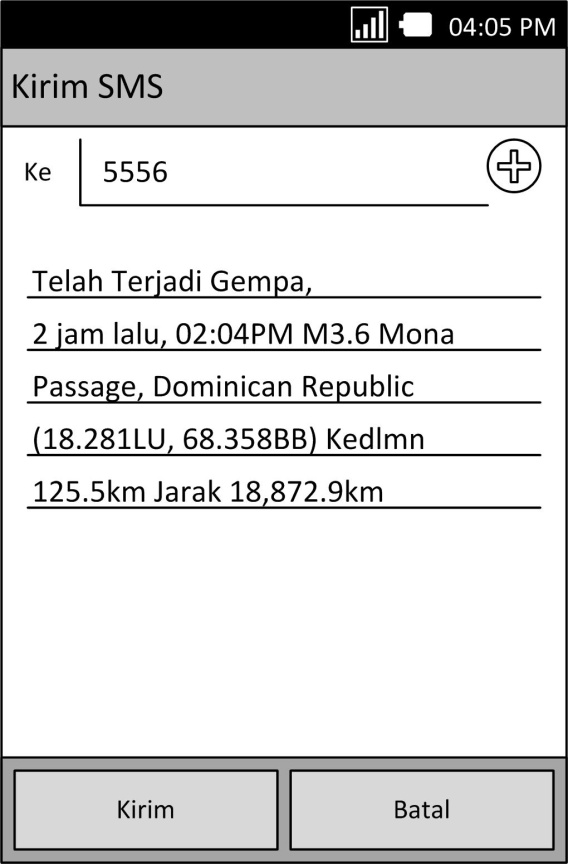 04:05 PM
Kirim SMS
Ke
5556
Telah Terjadi Gempa,
2 jam lalu, 02:04PM M3.6 Mona
Passage, Dominican Republic
(18.281LU, 68.358BB) Kedlmn
125.5km Jarak 18,872.9km
Kirim
Batal